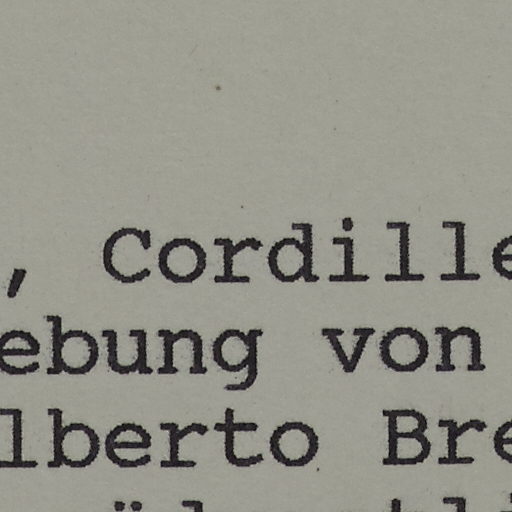 , Cordille
ebung von
lberto Bre